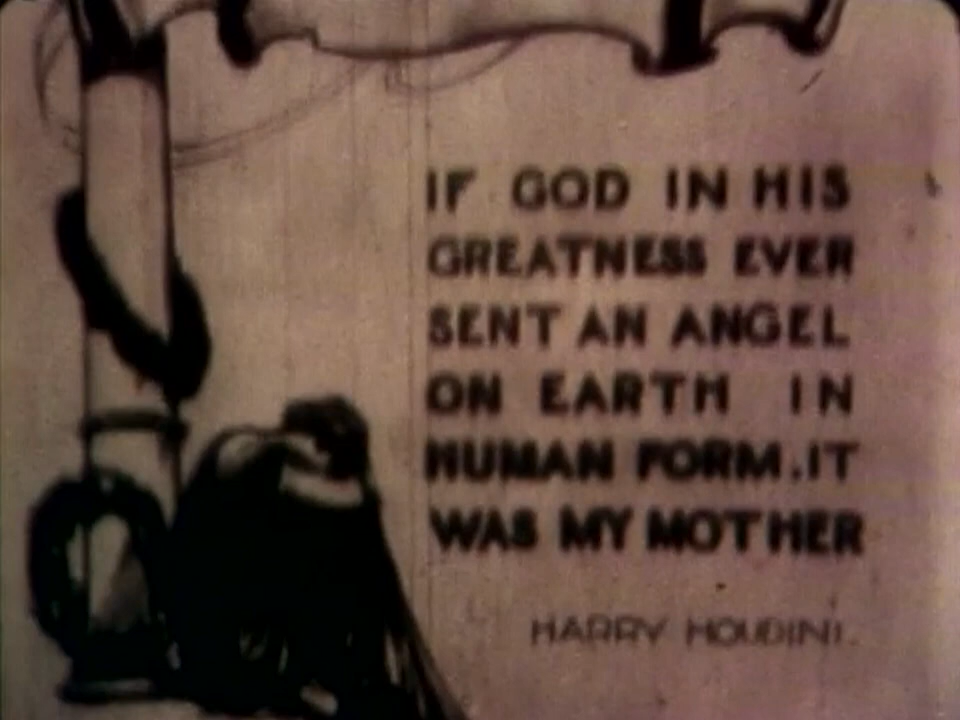 IF GOD IN HIS
GREATNESS EVER
SENT AN ANGEL
ON EARTH IN
HUMAN FORM.IT
WAS MY MOTHER
HARRY HOUDINI.